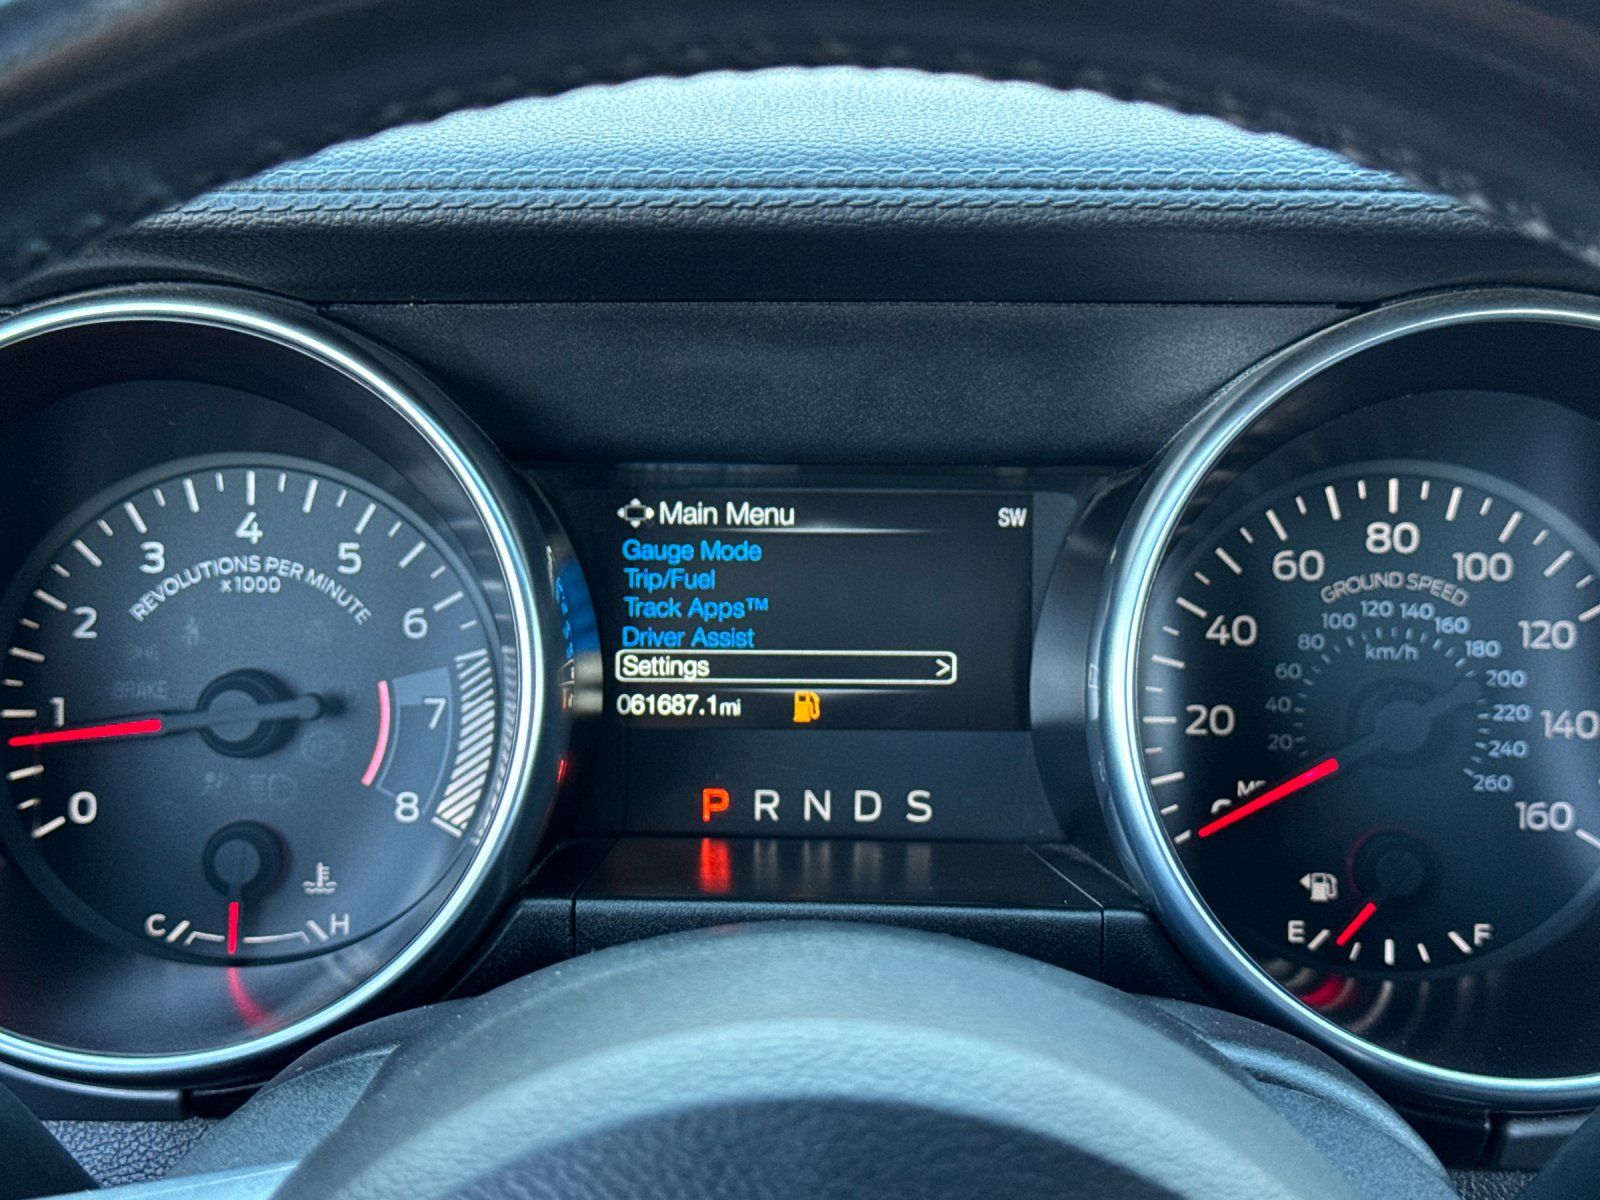 Main Menu SW
Gauge Mode
Trip/Fuel
Track Apps™
Driver Assist
Settings >
061687.1mi
P R N D S
0
1
2
3
4
5
6
7
8
REVOLUTIONS PER MINUTE
x1000
BRAKE
C H
20
40
60
80
100
120
140
160
GROUND SPEED
20
40
60
80
100
120
140
160
180
200
220
240
260
km/h
E F